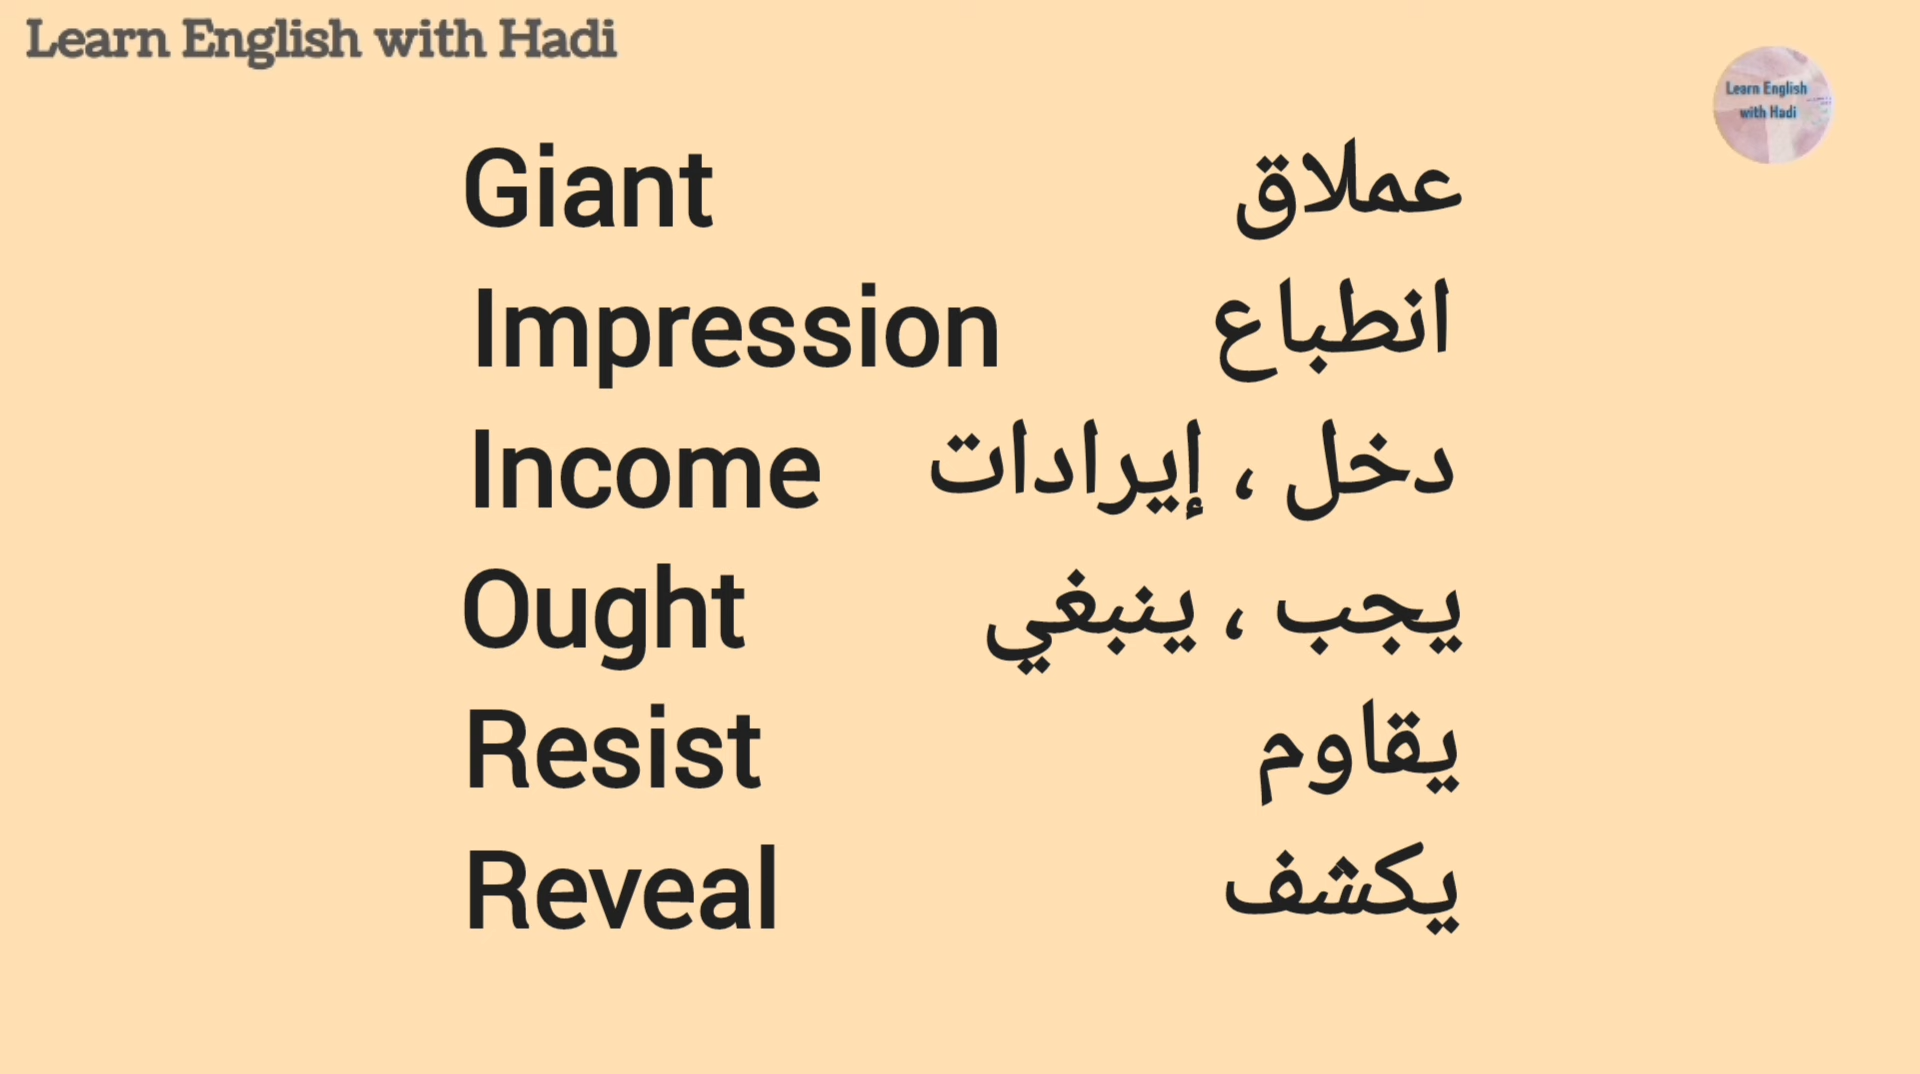 Learn English with Hadi
Learn English
with Hadi
Giant عملاق
Impression انطباع
Income دخل ، إيرادات
Ought يجب ، ينبغي
Resist يقاوم
Reveal يكشف